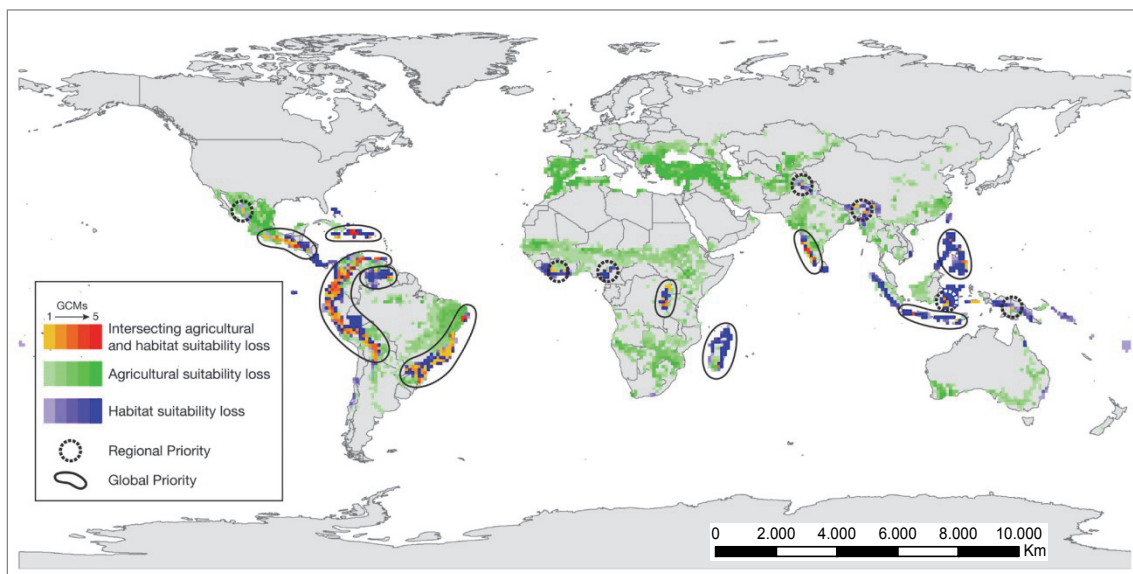 GCMs
1 5
Intersecting agricultural
and habitat suitability loss
Agricultural suitability loss
Habitat suitability loss
Regional Priority
Global Priority
0 2.000 4.000 6.000 8.000 10.000
Km